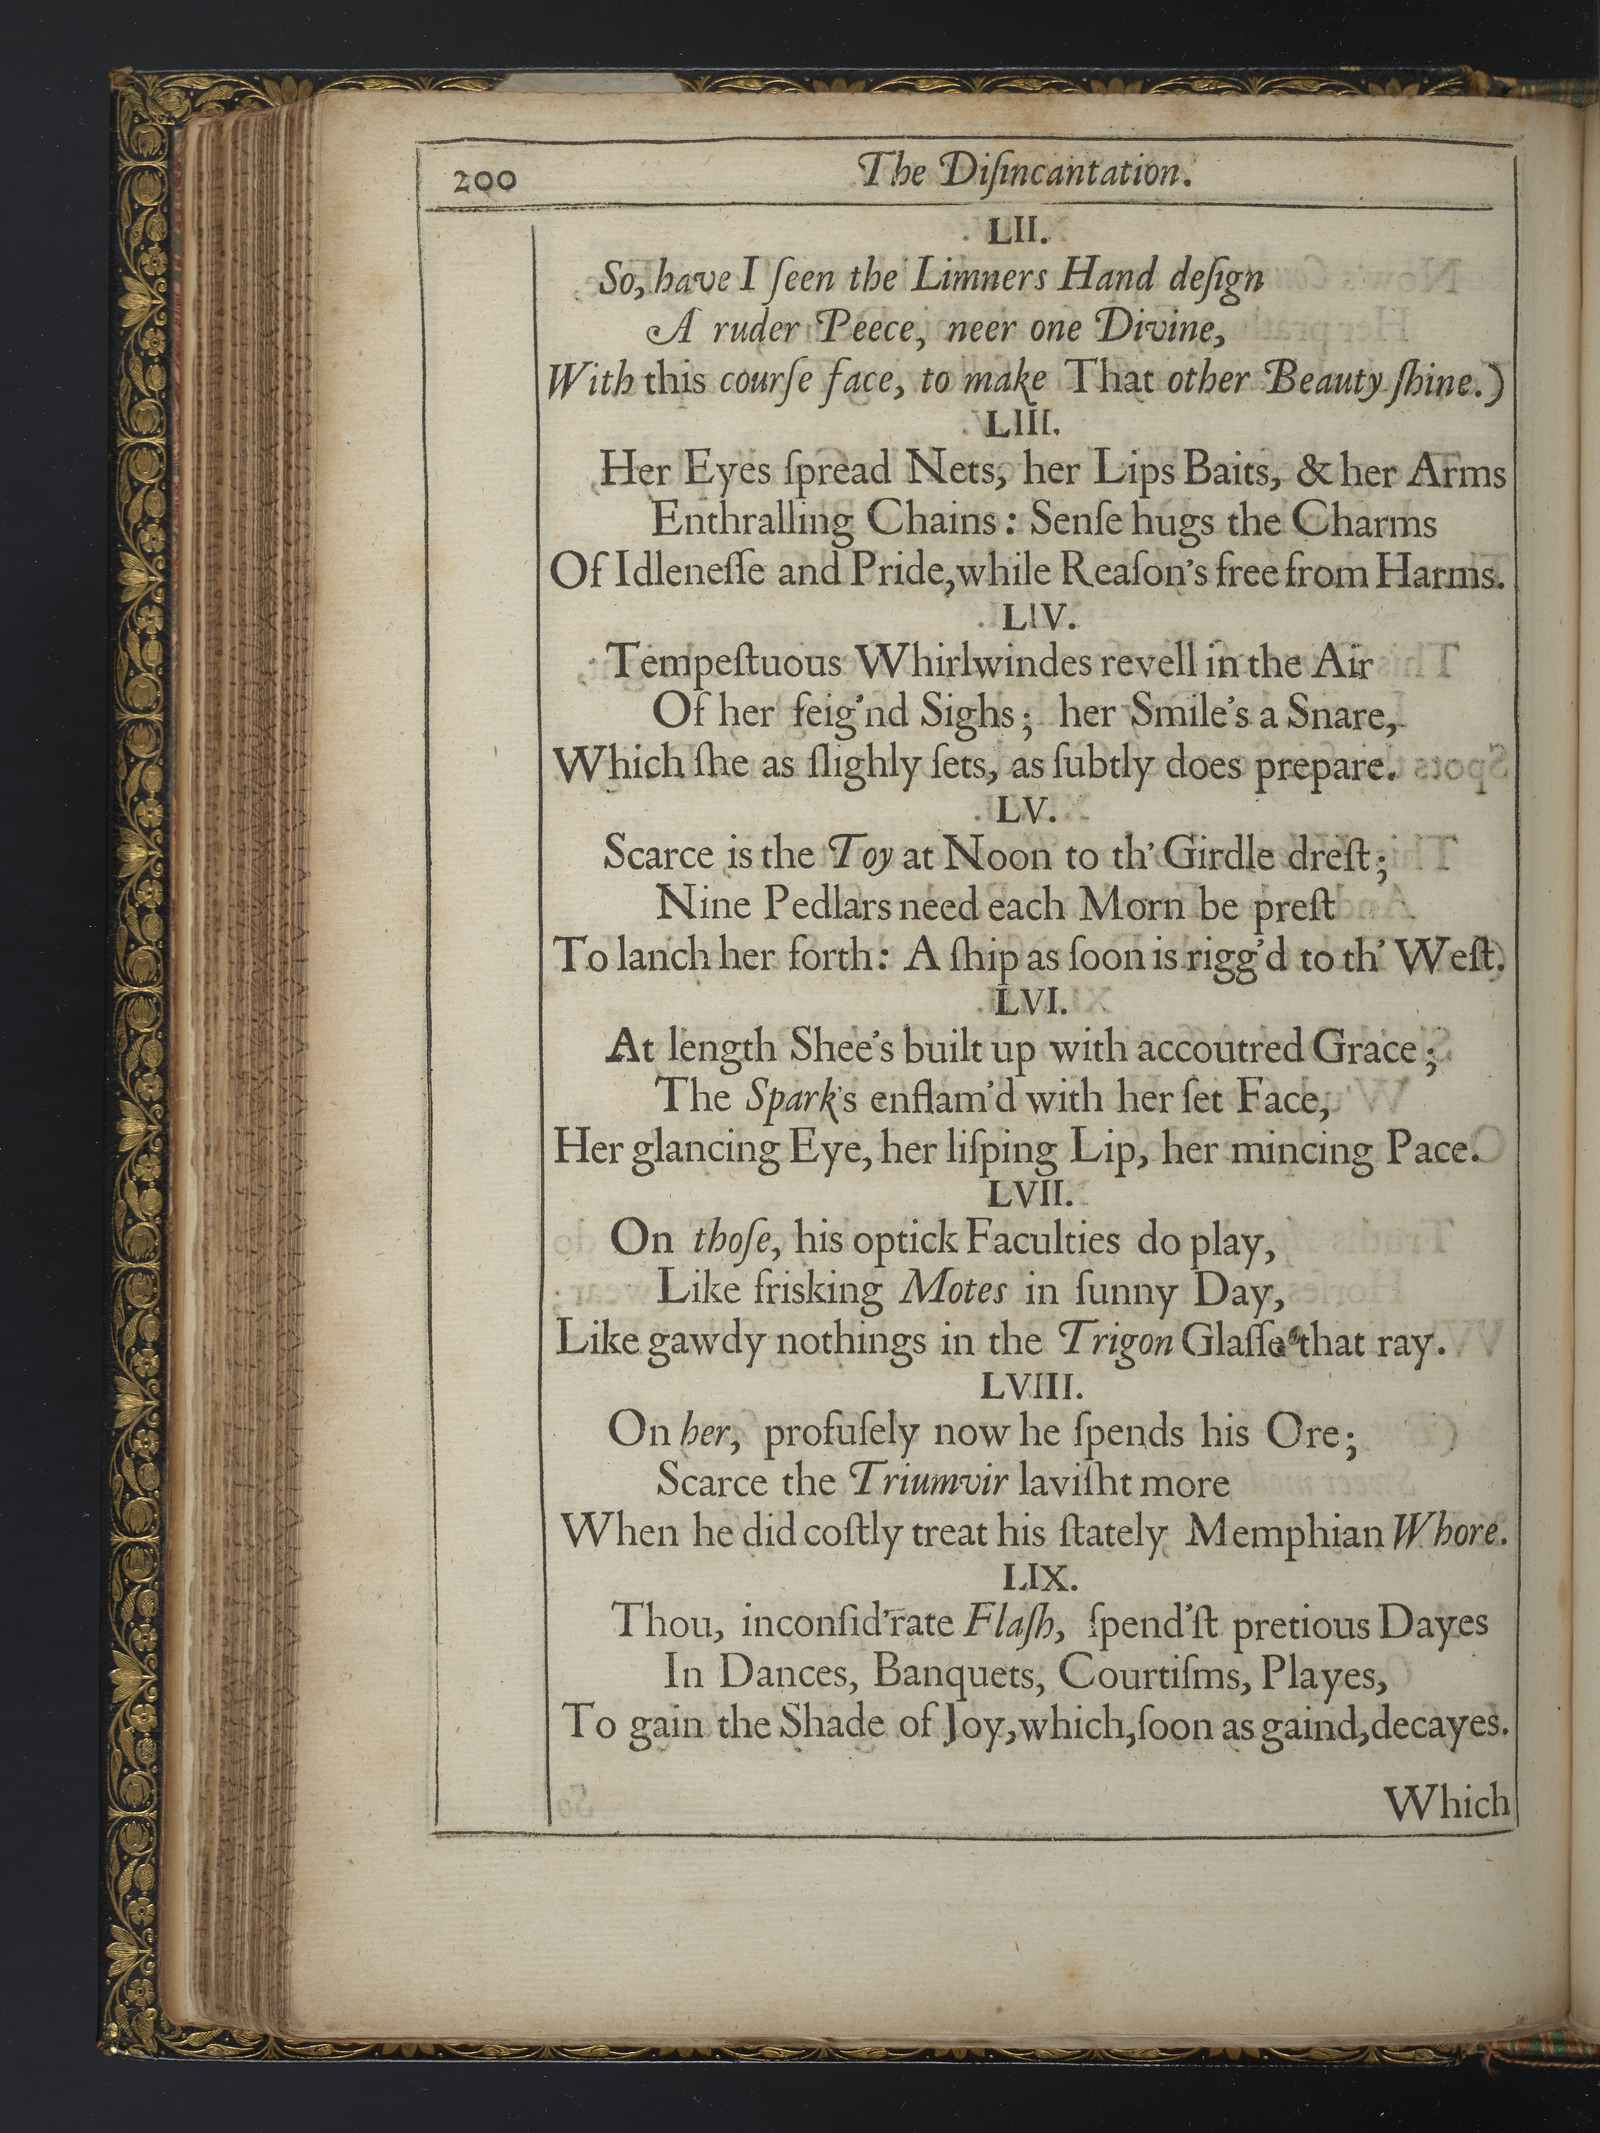 200
The Diſincantation.
LII.
So, have I ſeen the Limners Hand deſign
A ruder Peece, neer one Divine,
With this courſe face, to make That other Beauty ſhine.)
LIII.
Her Eyes ſpread Nets, her Lips Baits, & her Arms
Enthralling Chains: Senſe hugs the Charms
Of Idleneſſe and Pride,while Reaſon's free from Harms.
LIV.
Tempeſtuous Whirlwindes revell in the Air
Of her feig'nd Sighs; her Smile's a Snare,
Which ſhe as ſlighly ſets, as ſubtly does prepare.
LV.
Scarce is the Toy at Noon to th' Girdle dreſt;
Nine Pedlars need each Morn be preſt
To lanch her forth: A ſhip as ſoon is rigg'd to th' Weſt.
LVI.
At length Shee's built up with accoutred Grace;
The Spark's enflam'd with her ſet Face,
Her glancing Eye, her liſping Lip, her mincing Pace.
LVII.
On thoſe, his optick Faculties do play,
Like frisking Motes in ſunny Day,
Like gawdy nothings in the Trigon Glaſſe that ray.
LVIII.
On her, profuſely now he ſpends his Ore;
Scarce the Triumvir laviſht more
When he did coſtly treat his ſtately Memphian Whore.
LIX.
Thou, inconſid'rate Flaſh, ſpend'ſt pretious Dayes
In Dances, Banquets, Courtiſms, Playes,
To gain the Shade of Joy,which,ſoon as gaind,decayes.
Which